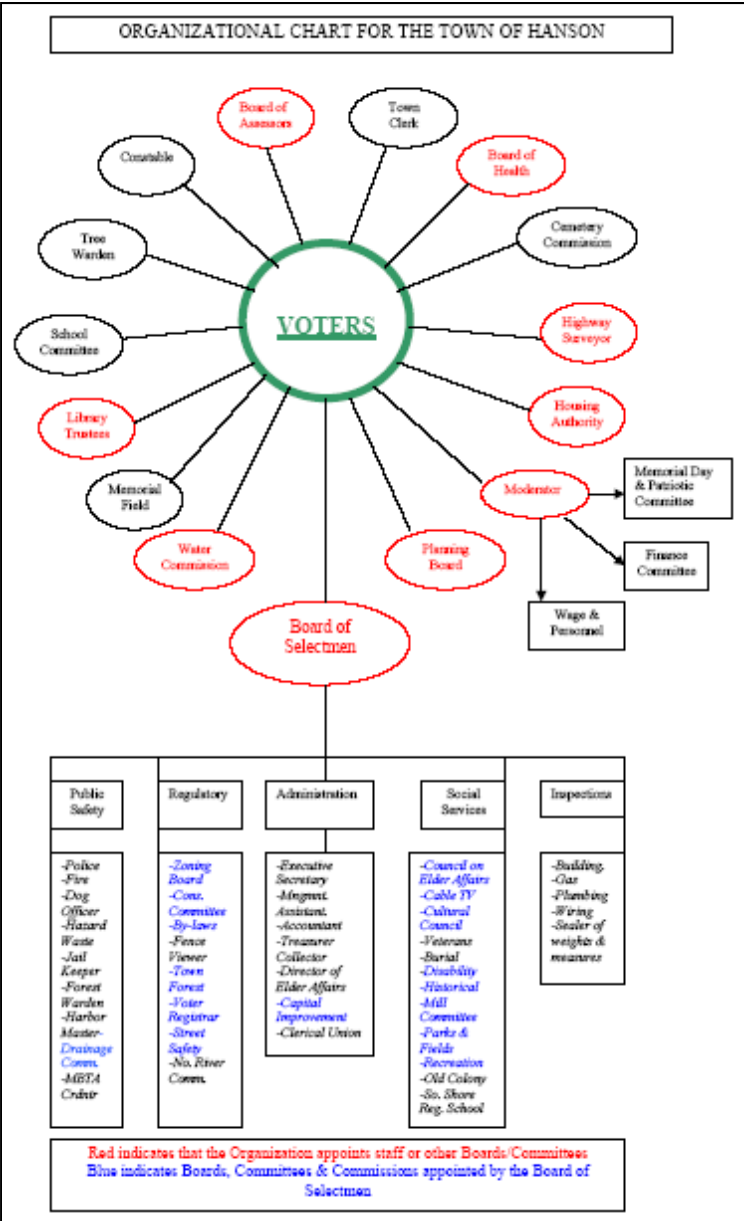 ORGANIZATIONAL CHART FOR THE TOWN OF HANSON
Board of
Assessors
Town
Clerk
Constable
Board of
Health
Tree
Warden
Cemetery
Commission
School
Committee
VOTERS
Highway
Surveyor
Library
Trustees
Housing
Authority
Memorial
Field
Moderator
Memorial Day
& Patriotic
Committee
Water
Commission
Planning
Board
Finance
Committee
Wage &
Personnel
Board of
Selectmen
Public
Safety
Regulatory
Administration
Social
Services
Inspections
-Police
-Fire
-Dog
Officer
-Hazard
Waste
-Jail
Keeper
-Forest
Warden
-Harbor
Master-
Drainage
Comm.
-MBTA
Crdntr
-Zoning
Board
-Cons.
Committee
-By-laws
-Fence
Viewer
-Town
Forest
-Voter
Registrar
-Street
Safety
-No. River
Comm.
-Executive
Secretary
-Mngmnt.
Assistant.
-Accountant
-Treasurer
Collector
-Director of
Elder Affairs
-Capital
Improvement
-Clerical Union
-Council on
Elder Affairs
-Cable TV
-Cultural
Council
-Veterans
-Burial
-Disability
-Historical
-Mill
Committee
-Parks &
Fields
-Recreation
-Old Colony
-So. Shore
Reg. School
-Building,
-Gas
-Plumbing
-Wiring
-Sealer of
weights &
measures
Red indicates that the Organization appoints staff or other Boards/Committees
Blue indicates Boards, Committees & Commissions appointed by the Board of
Selectmen